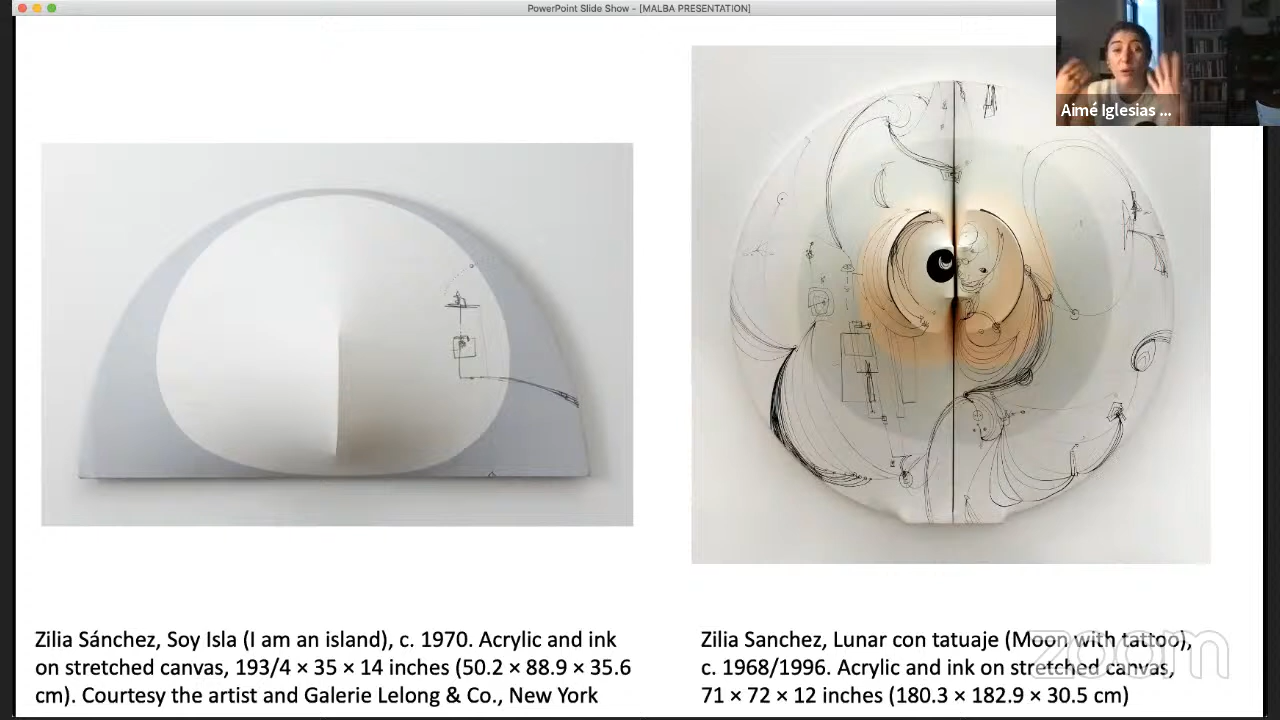 PowerPoint Slide Show - [MALBA PRESENTATION]
Aimé Iglesias ...
Zilia Sánchez, Soy Isla (I am an island), c. 1970. Acrylic and ink
on stretched canvas, 193/4 × 35 × 14 inches (50.2 × 88.9 × 35.6
cm). Courtesy the artist and Galerie Lelong & Co., New York
Zilia Sanchez, Lunar con tatuaje (Moon with tattoo),
c. 1968/1996. Acrylic and ink on stretched canvas,
71 × 72 × 12 inches (180.3 × 182.9 × 30.5 cm)
zoom